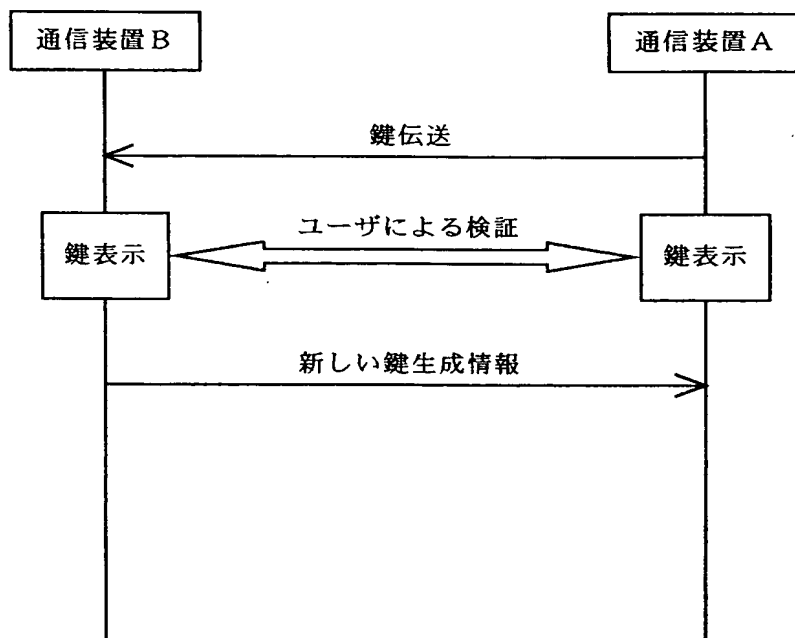 通信装置B
通信装置A
鍵伝送
ユーザによる検証
鍵表示
鍵表示
新しい鍵生成情報